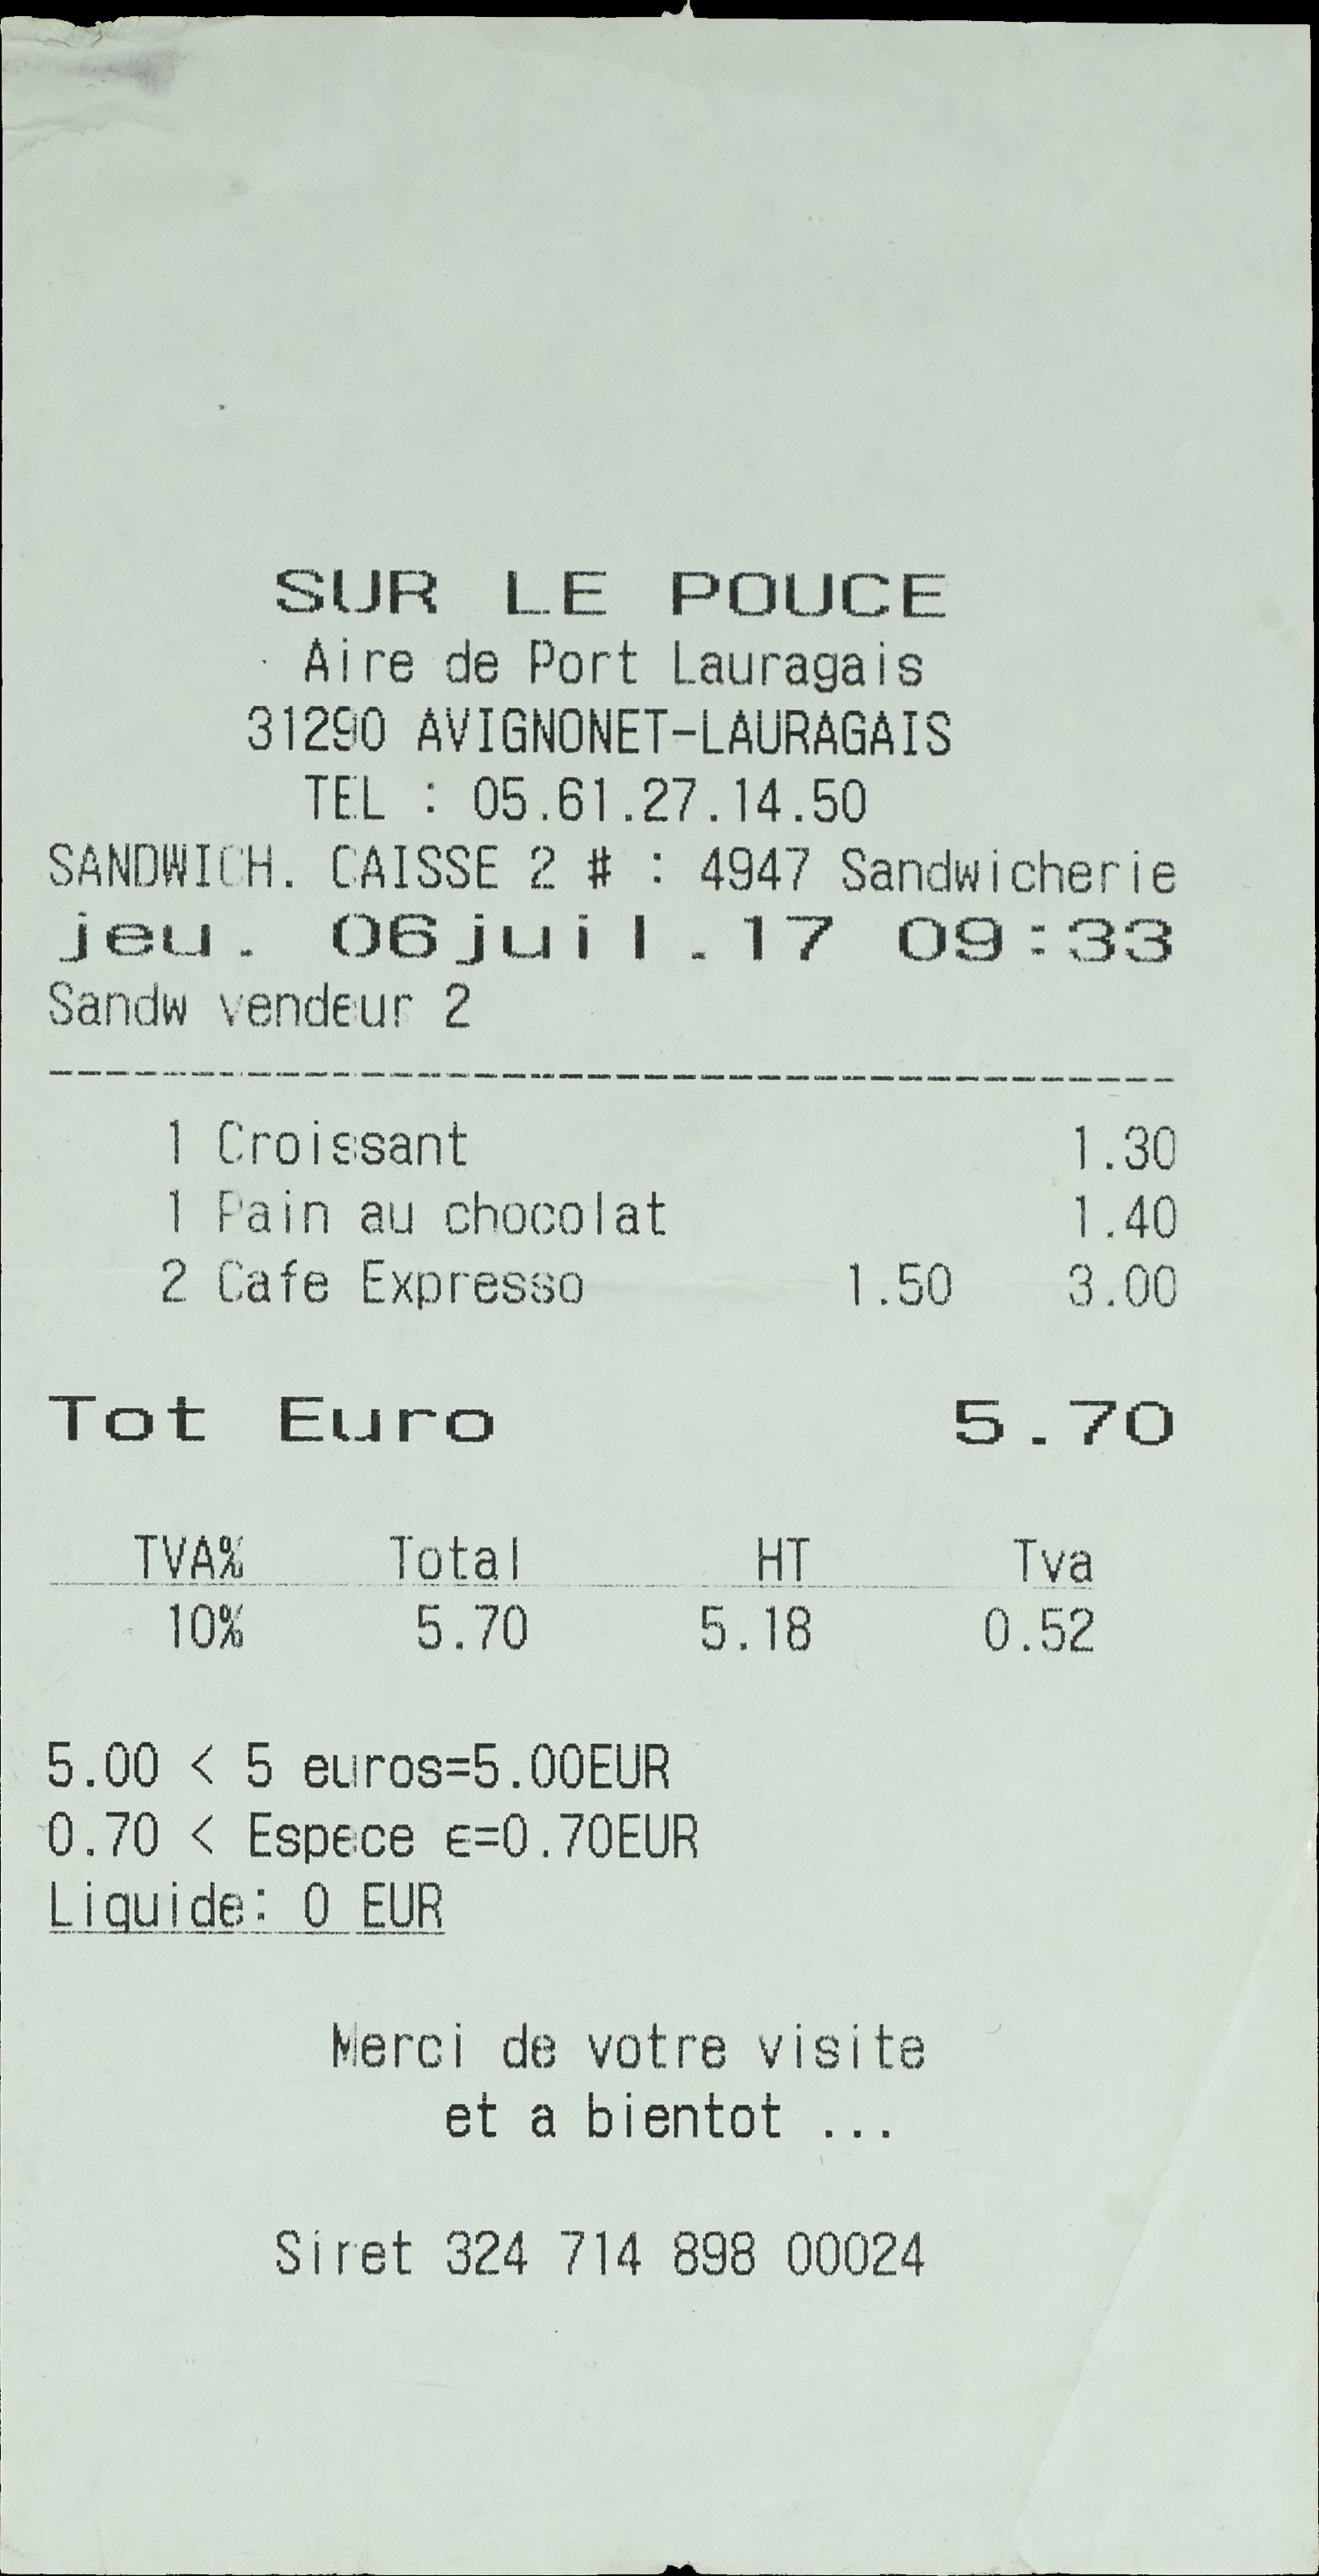 SUR LE POUCE
Aire de Port Lauragais
31290 AVIGNONET-LAURAGAIS
TEL : 05.61.27.14.50
SANDWICH. CAISSE 2 # : 4947 Sandwicherie
jeu. 06juil.17 09:33
Sandw vendeur 2
----------------------------------------
1 Croissant 1.30
1 Pain au chocolat 1.40
2 Cafe Expresso 1.50 3.00
Tot Euro 5.70
TVA% Total HT Tva
10% 5.70 5.18 0.52
5.00 < 5 euros=5.00EUR
0.70 < Espece €=0.70EUR
Liquide: 0 EUR
Merci de votre visite
et a bientot ...
Siret 324 714 898 00024